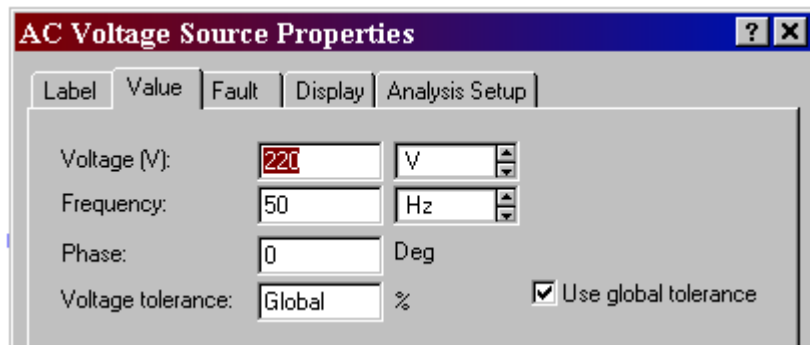 AC Voltage Source Properties ? ×
Label Value Fault Display Analysis Setup
Voltage (V): 220 V
Frequency: 50 Hz
Phase: 0 Deg
Voltage tolerance: Global % Use global tolerance